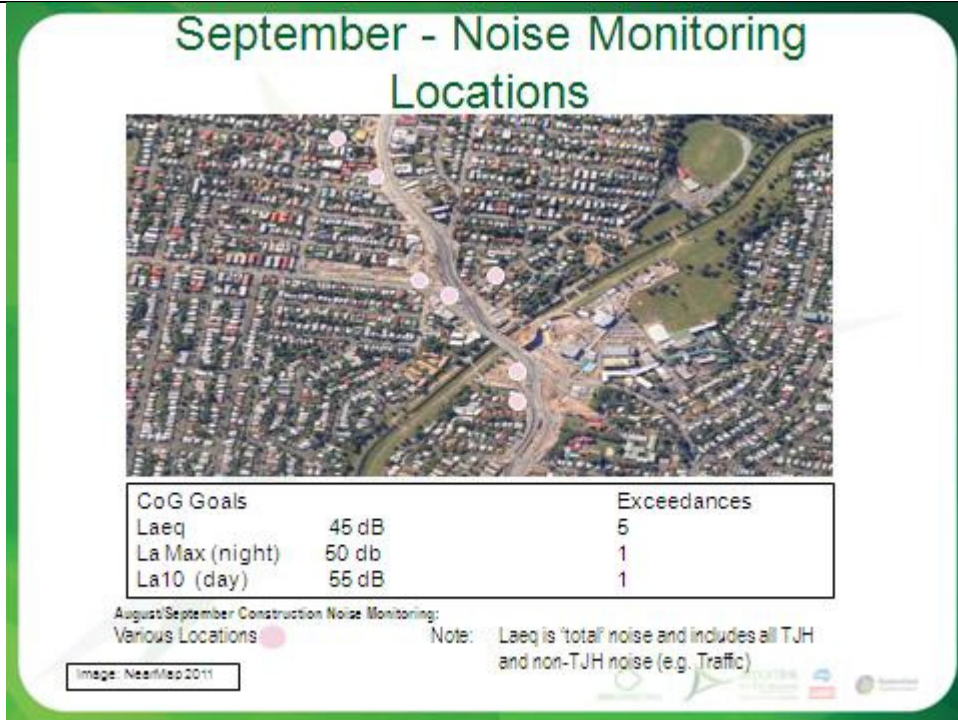 September - Noise Monitoring
Locations
CoG Goals Exceedances
Laeq 45 dB 5
La Max (night) 50 db 1
La10 (day) 55 dB 1
August/September Construction Noise Monitoring:
Various Locations
Note: Laeq is 'total' noise and includes all TJH
and non-TJH noise (e.g. Traffic)
Image: NearMap 2011